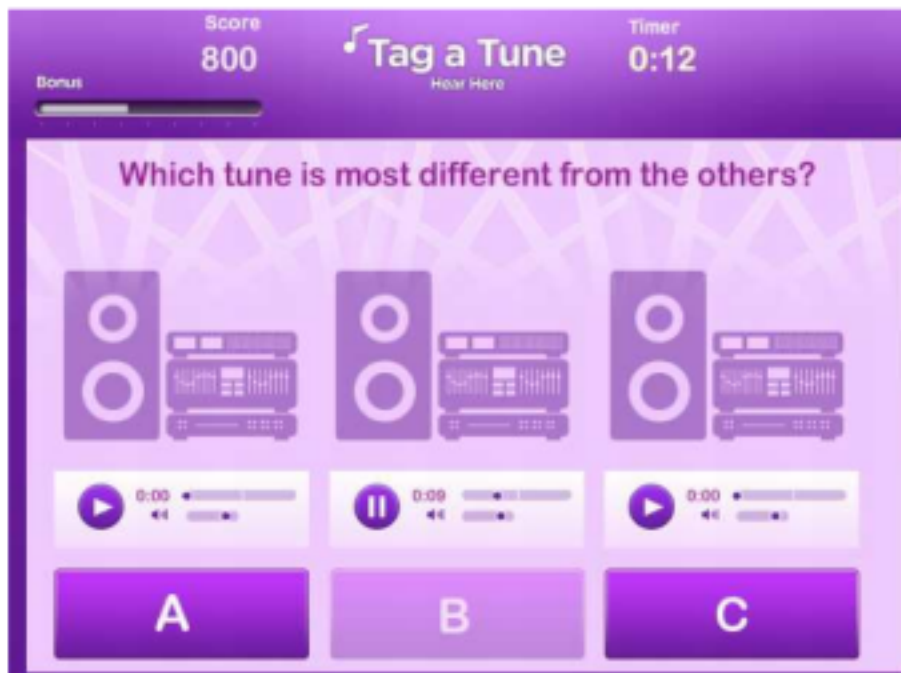 Score
800
Bonus
Tag a Tune
Hear Here
Timer
0:12
Which tune is most different from the others?
0:00
0:09
0:00
A
B
C